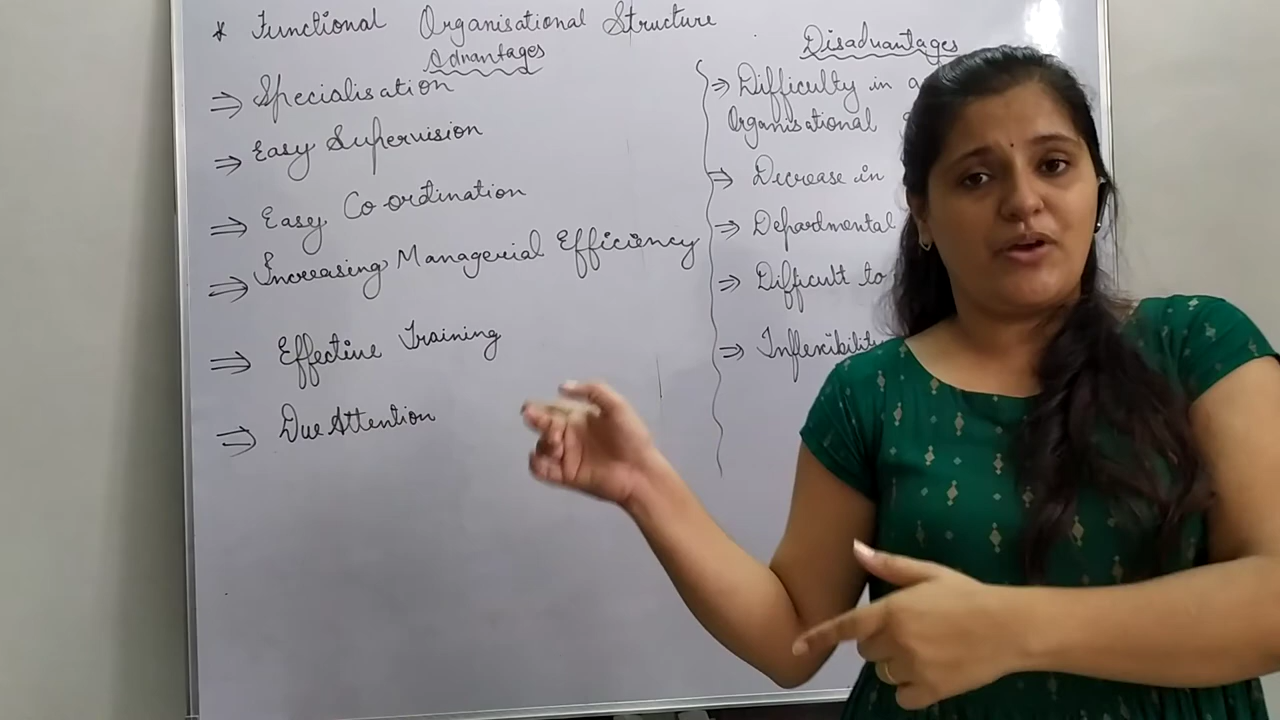 * Functional Organisational Structure
Advantages
⇒ Specialisation
⇒ Easy Supervision
⇒ Easy Co-ordination
⇒ Increasing Managerial Efficiency
⇒ Effective Training
⇒ Due Attention
Disadvantages
⇒ Difficulty in
Organisational
⇒ Decrease in
⇒ Departmental
⇒ Difficult to
⇒ Inflexibility